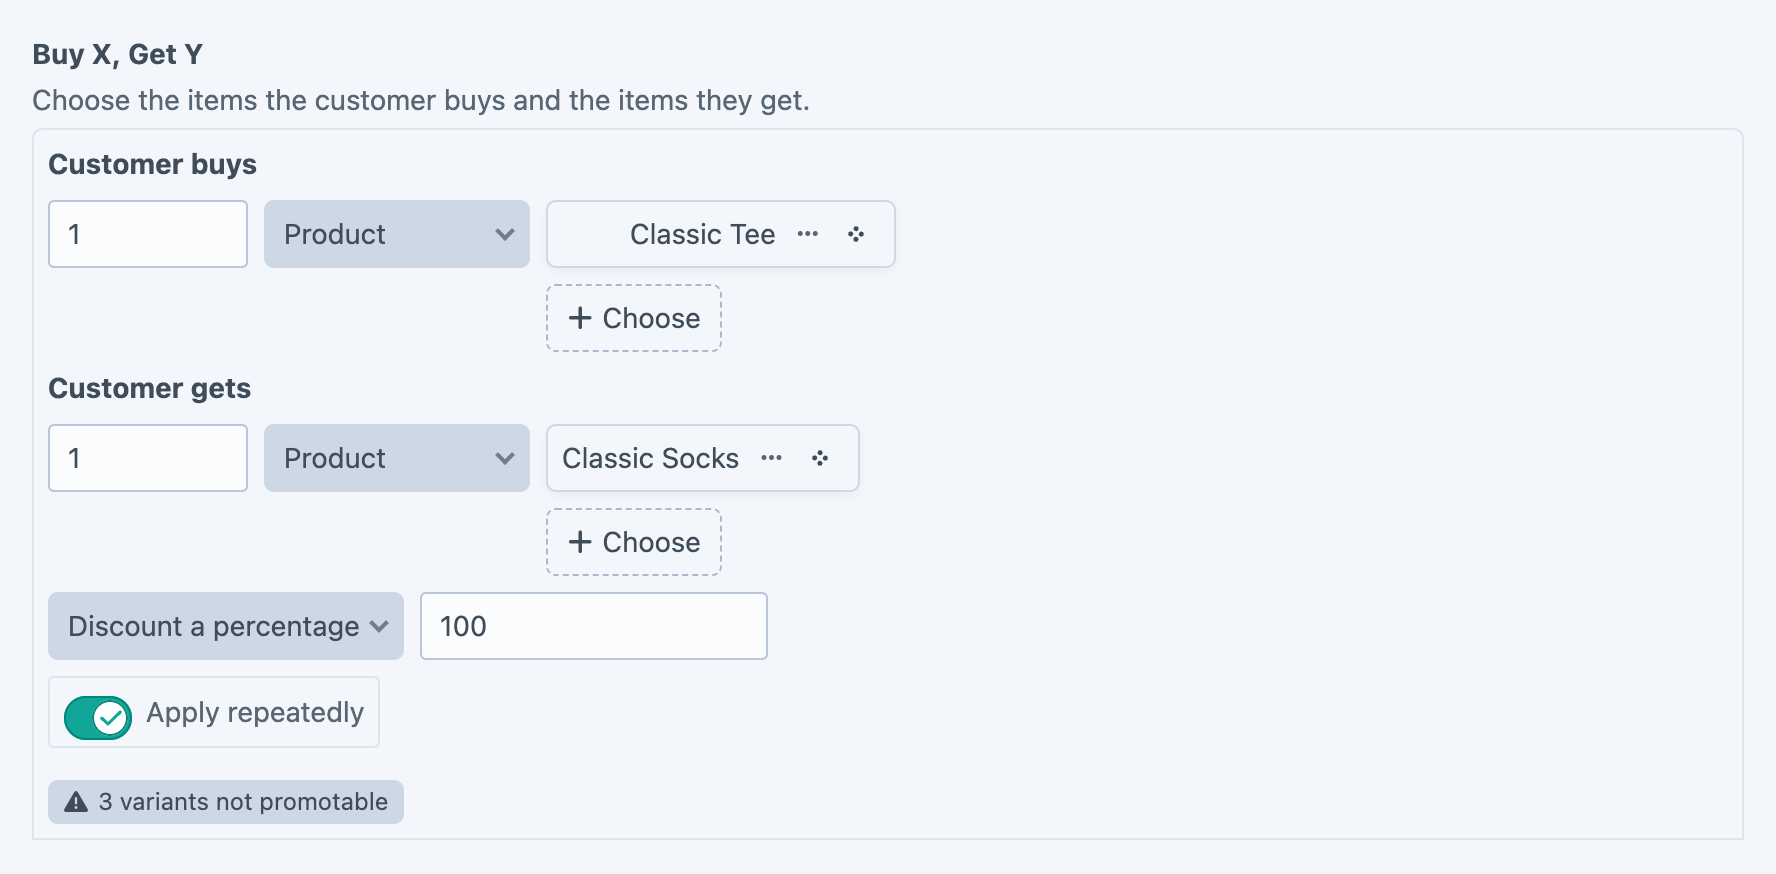 Buy X, Get Y
Choose the items the customer buys and the items they get.
Customer buys
1 Product Classic Tee
Choose
Customer gets
1 Product Classic Socks
Choose
Discount a percentage 100
Apply repeatedly
3 variants not promotable